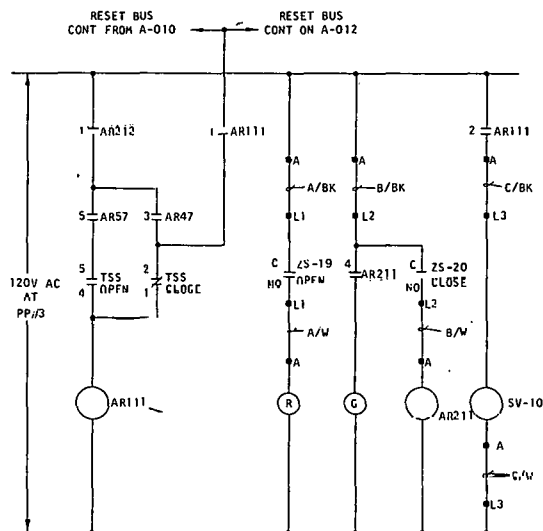 RESET BUS
CONT FROM A-010
RESET BUS
CONT ON A-012
1 AR212
1 AR111
2 AR111
A
A
A
A/BK
B/BK
C/BK
L1
L2
L3
5 AR57
3 AR47
120V AC
AT
PP#3
5
TSS
OPEN
4
2
TSS
CLOSE
1
C
ZS-19
OPEN
NO
4
AR211
C
ZS-20
CLOSE
NO
L1
L2
A/W
B/W
A
A
AR111
R
G
AR211
SV-10
A
C/W
L3